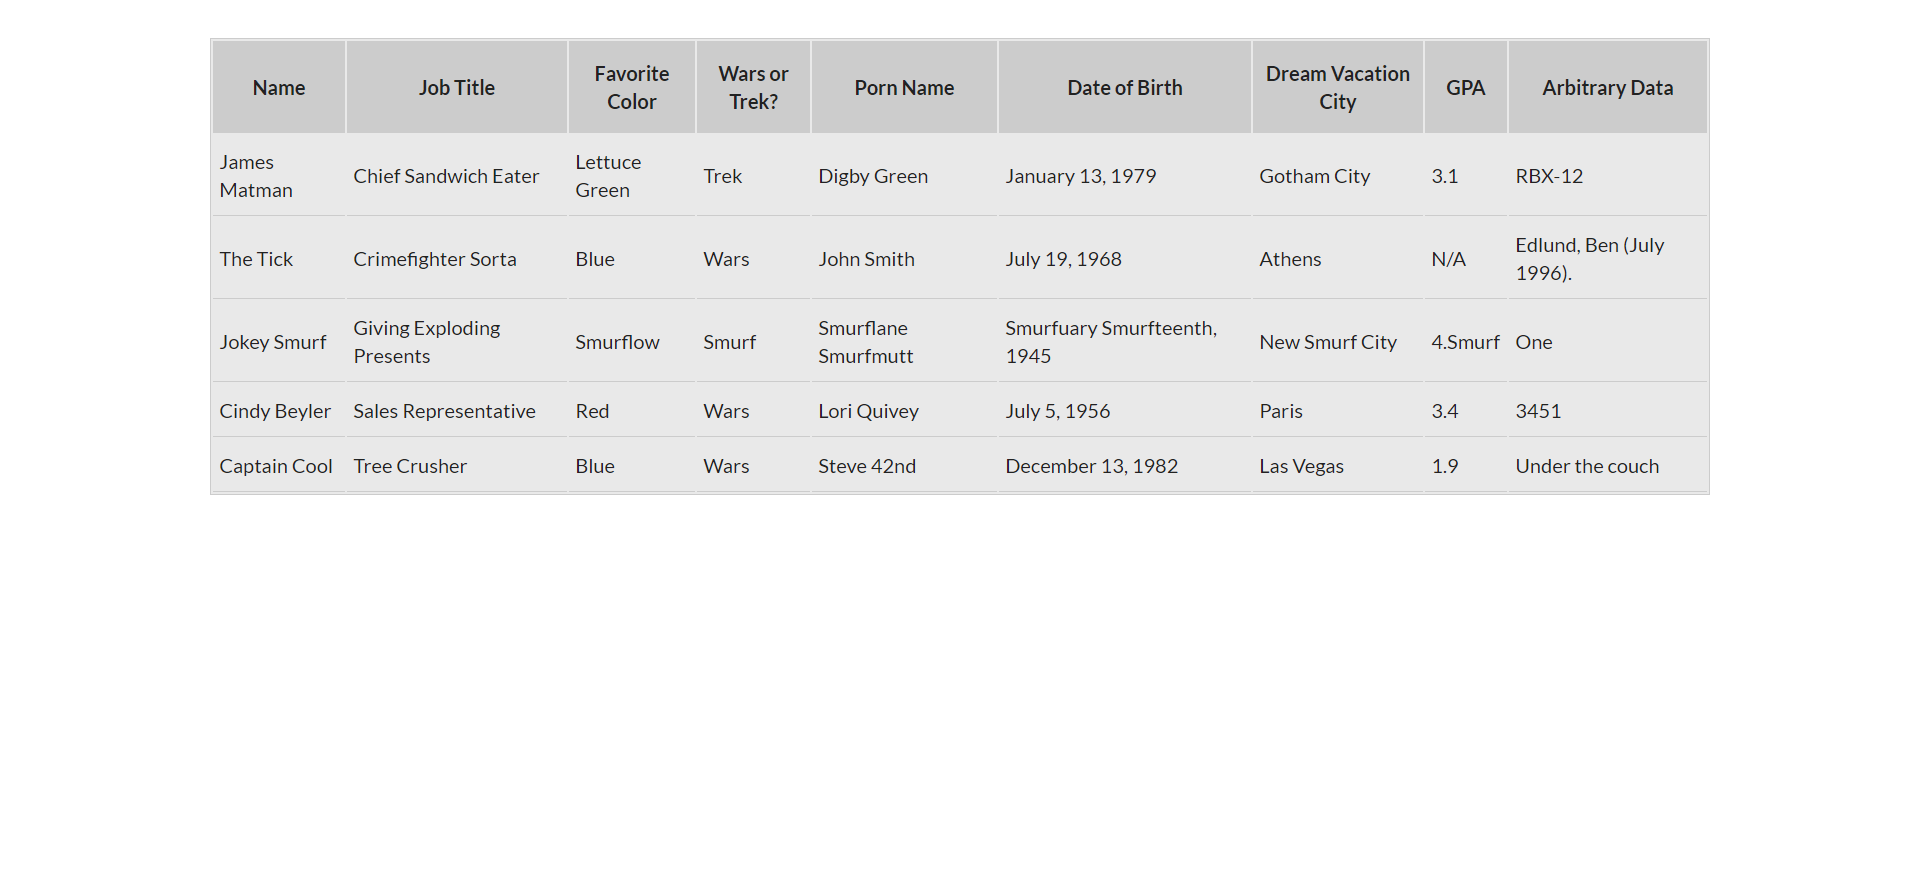 Name Job Title Favorite Color Wars or Trek? Porn Name Date of Birth Dream Vacation City GPA Arbitrary Data
James Matman Chief Sandwich Eater Lettuce Green Trek Digby Green January 13, 1979 Gotham City 3.1 RBX-12
The Tick Crimefighter Sorta Blue Wars John Smith July 19, 1968 Athens N/A Edlund, Ben (July 1996).
Jokey Smurf Giving Exploding Presents Smurflow Smurf Smurflane Smurfmutt Smurfuary Smurfteenth, 1945 New Smurf City 4.Smurf One
Cindy Beyler Sales Representative Red Wars Lori Quivey July 5, 1956 Paris 3.4 3451
Captain Cool Tree Crusher Blue Wars Steve 42nd December 13, 1982 Las Vegas 1.9 Under the couch